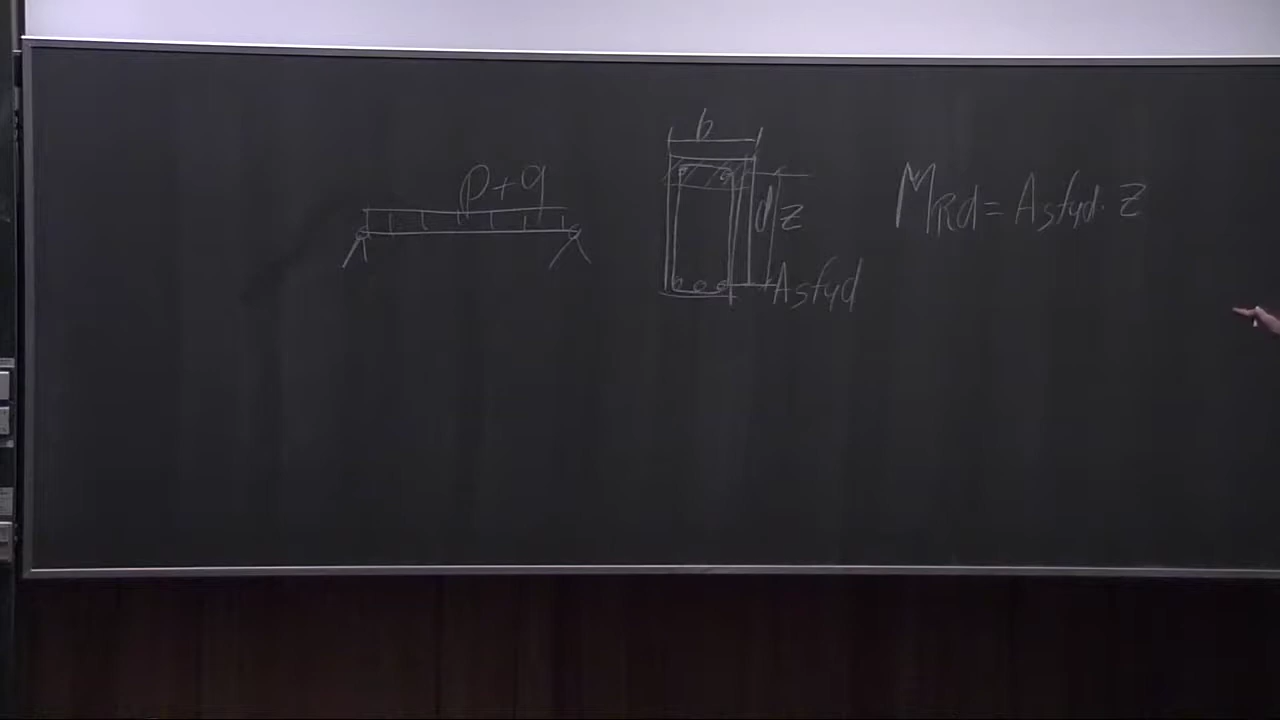 p+q
b
d
z
Asfyd
MRd = Asfyd · z